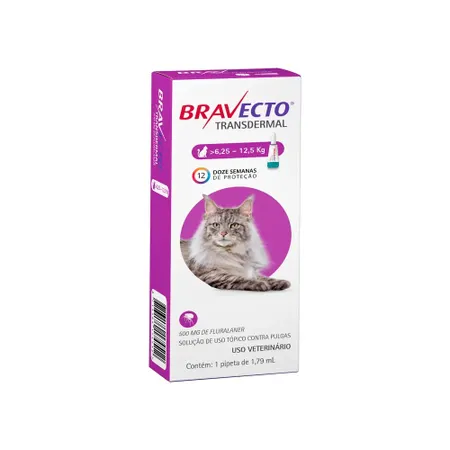 BRAVECTO®
TRANSDERMAL
>6,25 – 12,5 Kg
12 DOZE SEMANAS
DE PROTEÇÃO
500 MG DE FLURALANER
SOLUÇÃO DE USO TÓPICO CONTRA PULGAS
USO VETERINÁRIO
Contém: 1 pipeta de 1,79 mL
BRAVECTO